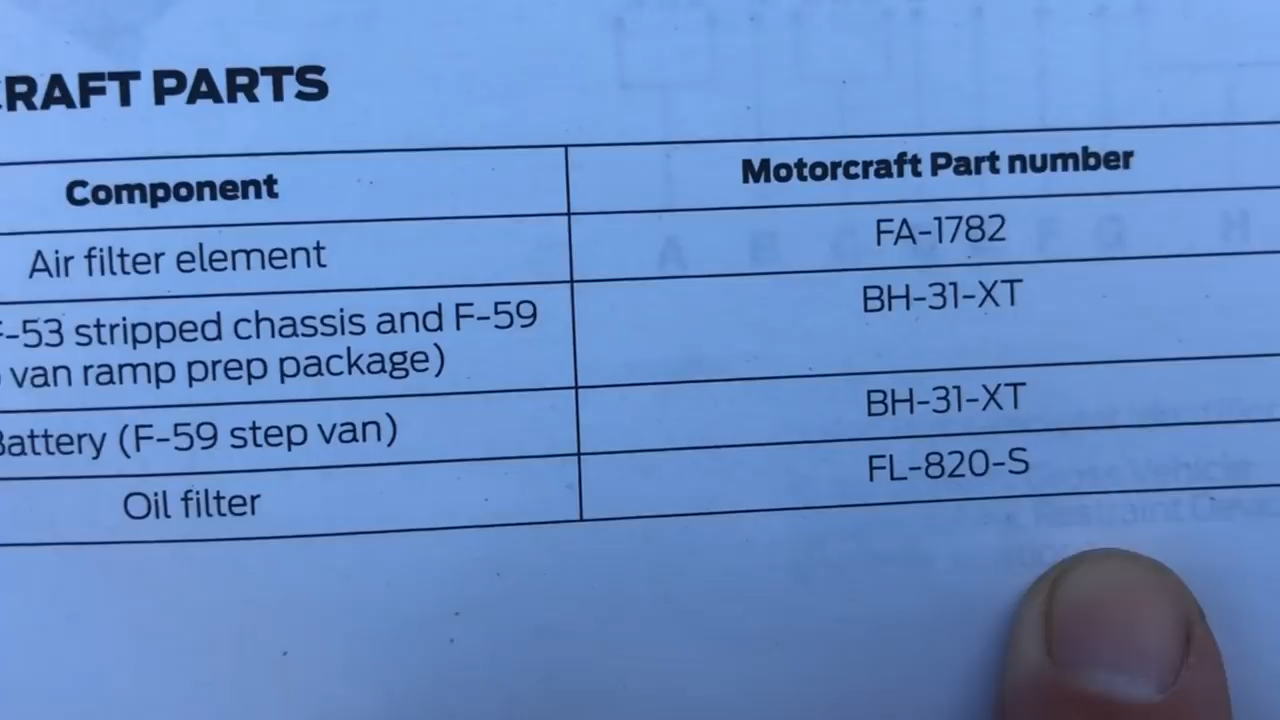 CRAFT PARTS
Component
Motorcraft Part number
Air filter element
FA-1782
F-53 stripped chassis and F-59
van ramp prep package)
BH-31-XT
Battery (F-59 step van)
BH-31-XT
Oil filter
FL-820-S